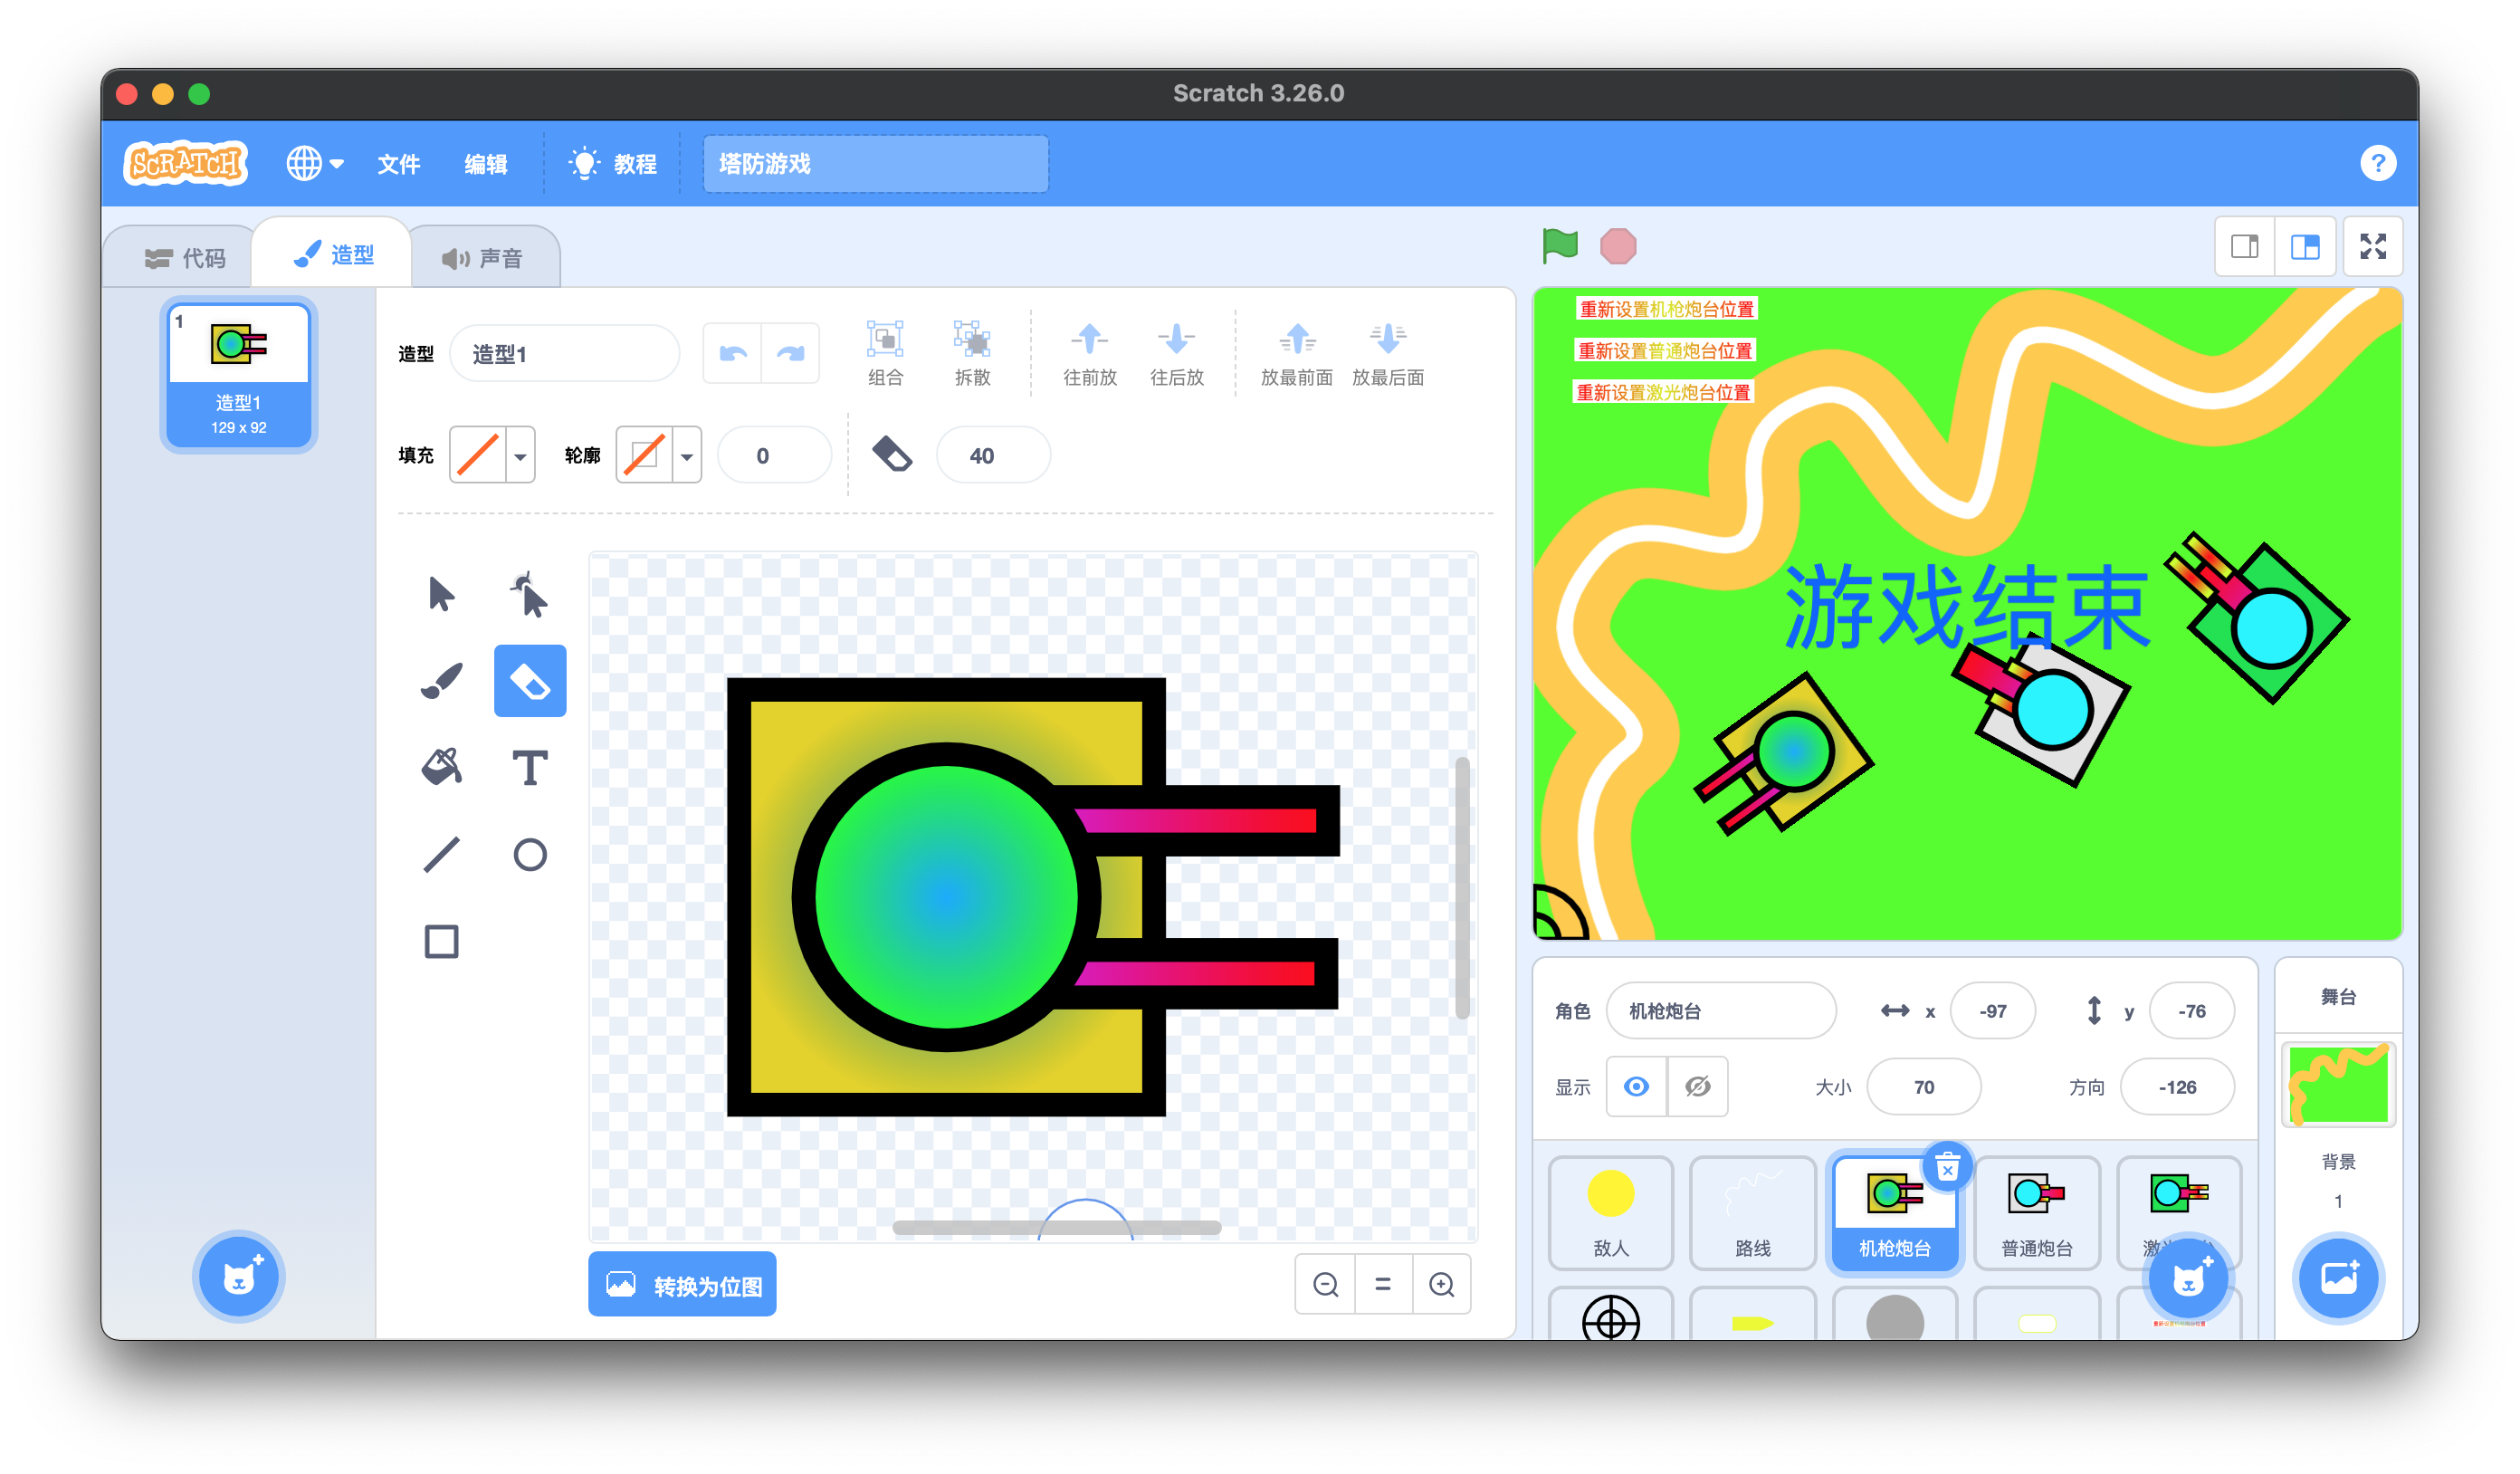 Scratch 3.26.0
SCRATCH
文件
编辑
教程
塔防游戏
?
代码
造型
声音
1
造型1
129 x 92
造型
造型1
组合
拆散
往前放
往后放
放最前面
放最后面
填充
轮廓
0
40
T
转换为位图
重新设置机枪炮台位置
重新设置普通炮台位置
重新设置激光炮台位置
游戏结束
角色
机枪炮台
x
-97
y
-76
显示
大小
70
方向
-126
敌人
路线
机枪炮台
普通炮台
舞台
背景
1